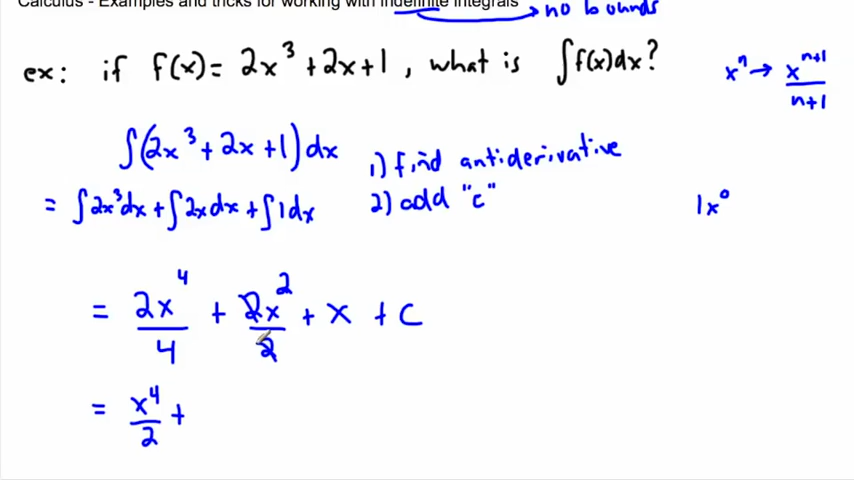 Calculus - Examples and tricks for working with indefinite integrals
→ no bounds
ex: if f(x) = 2x³ + 2x + 1, what is ∫f(x)dx?
xⁿ → xⁿ⁺¹/n+1
∫(2x³ + 2x + 1)dx
1) find antiderivative
= ∫2x³dx + ∫2xdx + ∫1dx
2) add "c"
1x⁰
= 2x⁴/4 + 2x²/2 + x + c
= x⁴/2 +